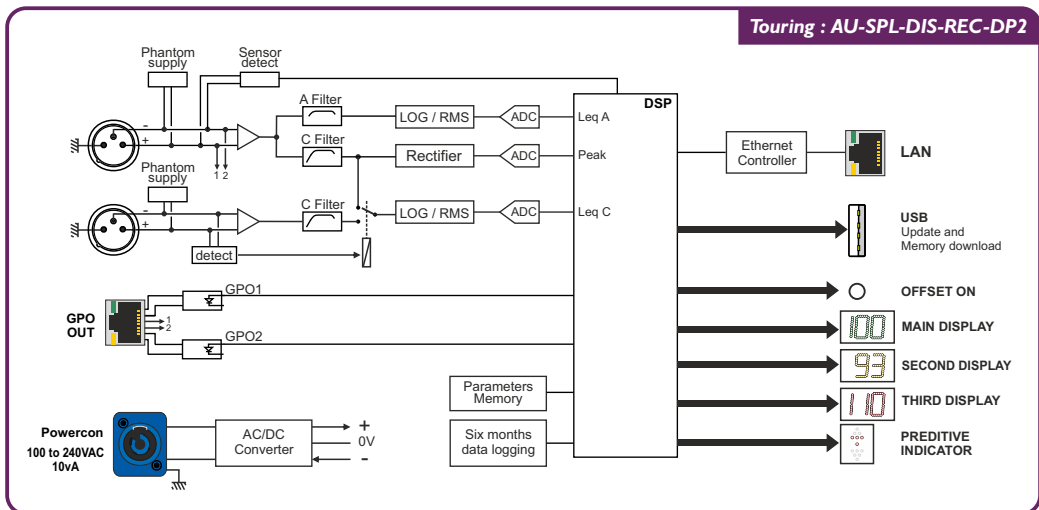 Touring : AU-SPL-DIS-REC-DP2
Phantom
supply
Sensor
detect
DSP
A Filter
LOG / RMS
ADC
Leq A
-
+
C Filter
Rectifier
ADC
Peak
1 2
Ethernet
Controller
LAN
Phantom
supply
-
+
C Filter
LOG / RMS
ADC
Leq C
detect
USB
Update and
Memory download
GPO1
GPO
OUT
1
2
GPO2
OFFSET ON
100
MAIN DISPLAY
93
SECOND DISPLAY
110
THIRD DISPLAY
PREDITIVE
INDICATOR
Parameters
Memory
Six months
data logging
Powercon
100 to 240VAC
10vA
AC/DC
Converter
+
0V
-